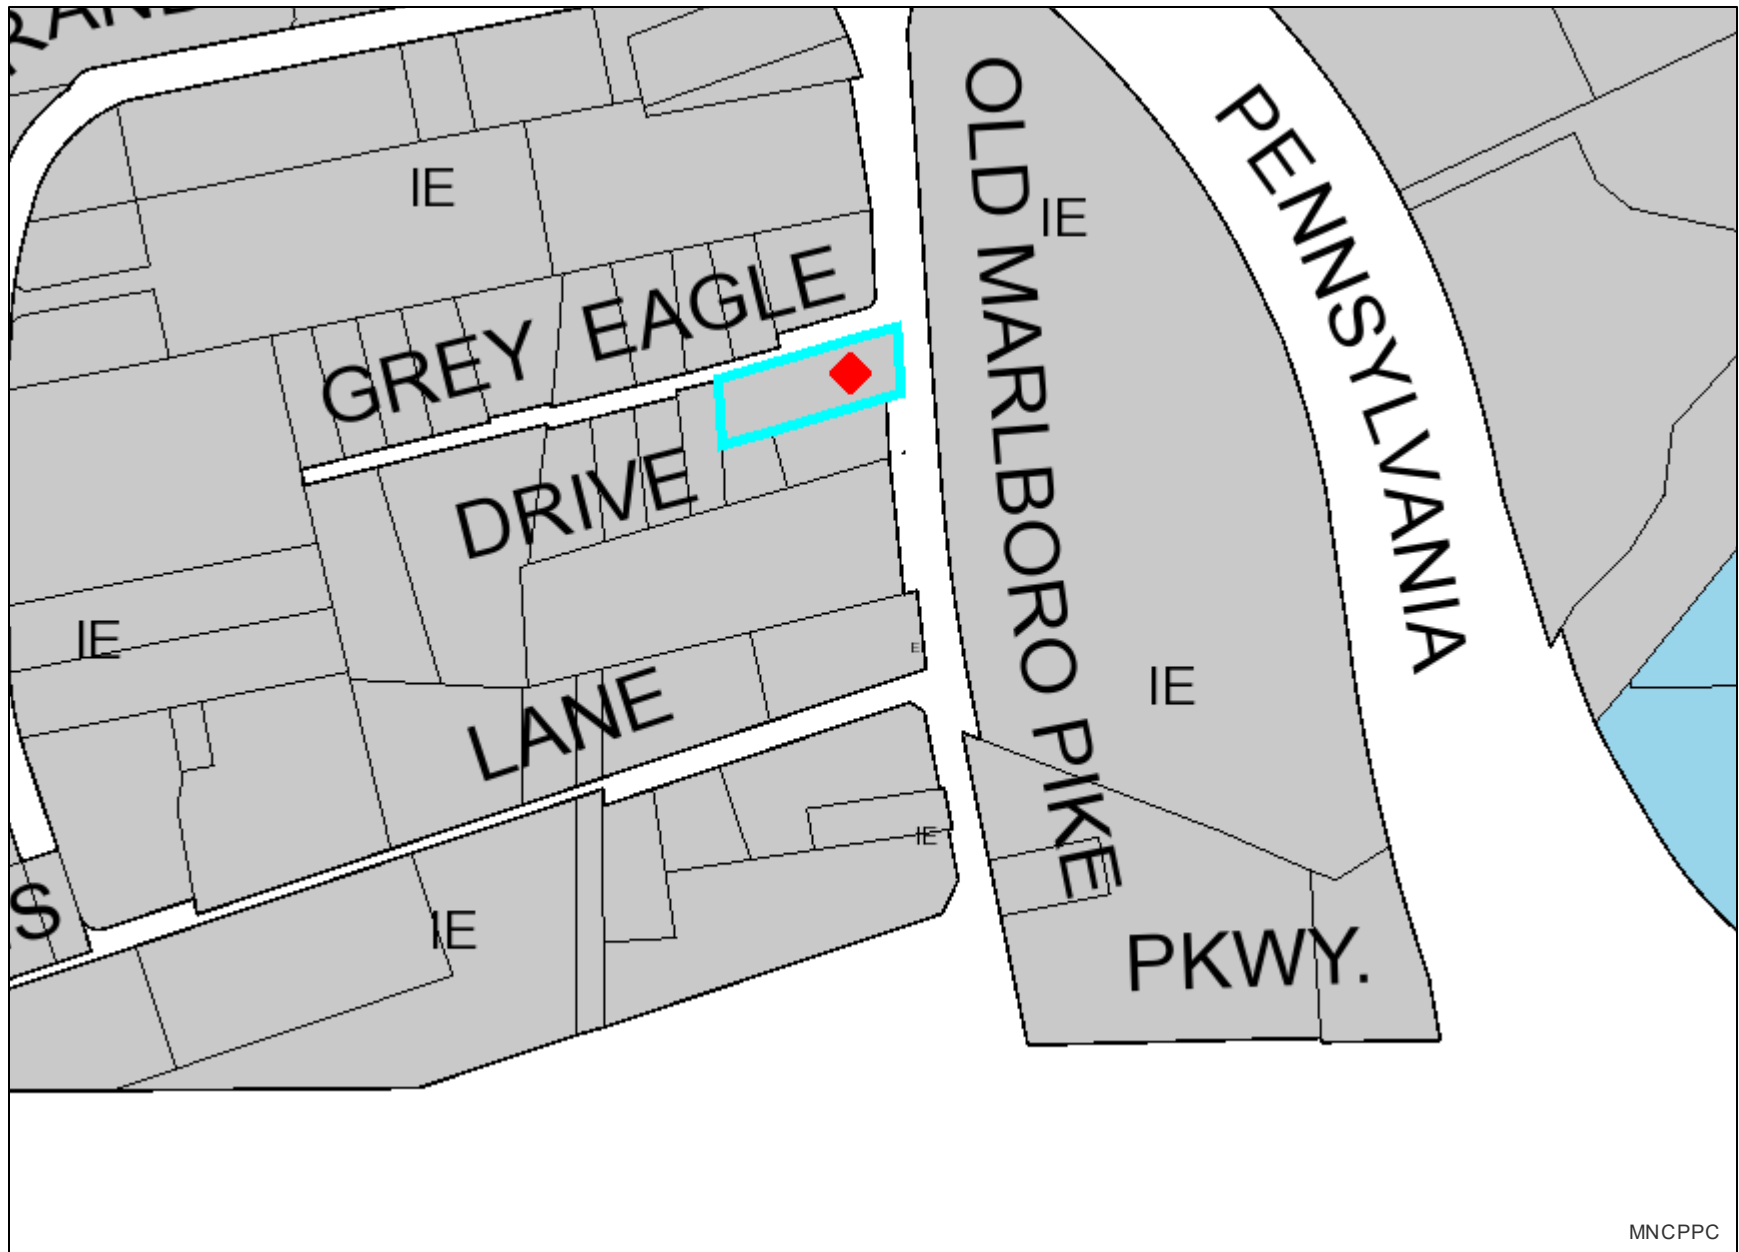 IE
OLD MARLBORO PIKE
IE
PENNSYLVANIA
GREY EAGLE
DRIVE
IE
LANE
IE
IE
IE
PKWY.
MNCPPC